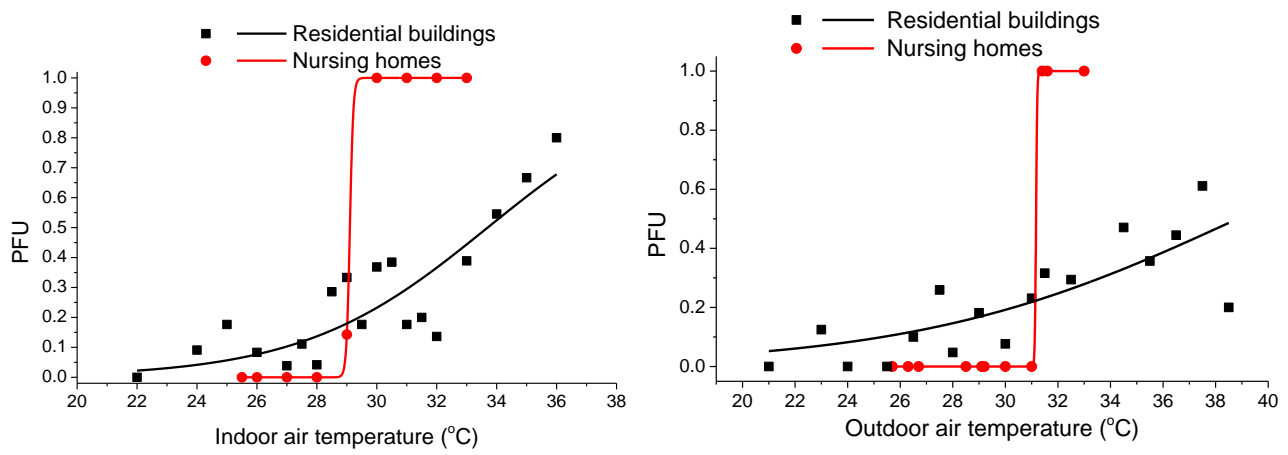 Residential buildings
Nursing homes
1.0
0.9
0.8
0.7
0.6
0.5
0.4
0.3
0.2
0.1
0.0
PFU
20 22 24 26 28 30 32 34 36 38
Indoor air temperature (°C)
Residential buildings
Nursing homes
1.0
0.8
0.6
0.4
0.2
0.0
PFU
20 22 24 26 28 30 32 34 36 38 40
Outdoor air temperature (°C)